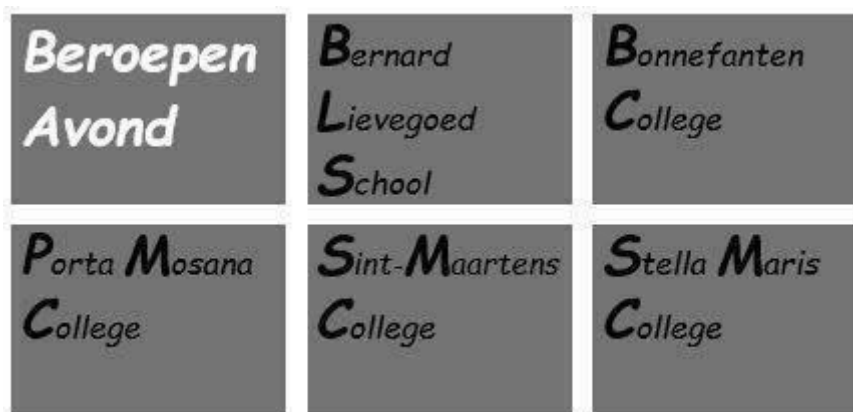 Beroepen
Avond
Bernard
Lievegoed
School
Bonnefanten
College
Porta Mosana
College
Sint-Maartens
College
Stella Maris
College